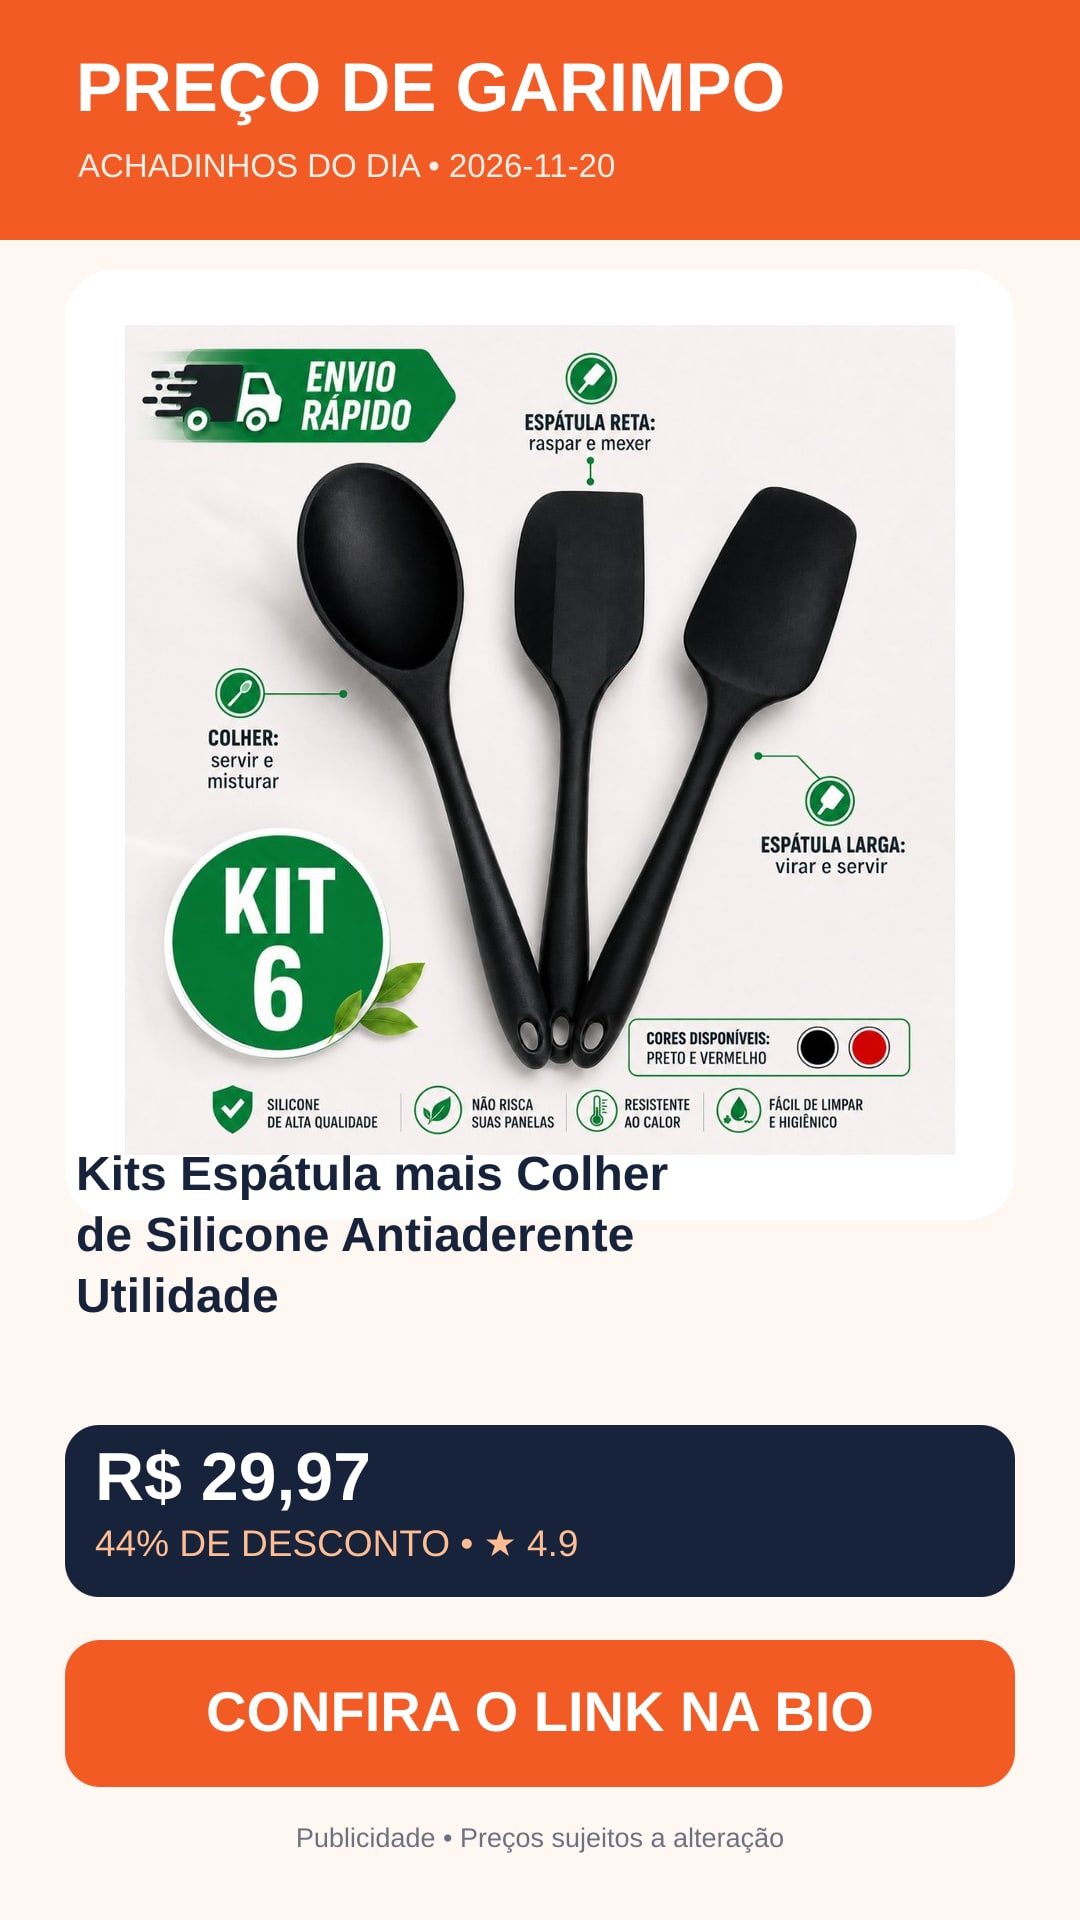 PREÇO DE GARIMPO
ACHADINHOS DO DIA • 2026-11-20
ENVIO
RÁPIDO
ESPÁTULA RETA:
raspar e mexer
COLHER:
servir e
misturar
ESPÁTULA LARGA:
virar e servir
KIT
6
CORES DISPONÍVEIS:
PRETO E VERMELHO
SILICONE
DE ALTA QUALIDADE
NÃO RISCA
SUAS PANELAS
RESISTENTE
AO CALOR
FÁCIL DE LIMPAR
E HIGIÊNICO
Kits Espátula mais Colher
de Silicone Antiaderente
Utilidade
R$ 29,97
44% DE DESCONTO • ★ 4.9
CONFIRA O LINK NA BIO
Publicidade • Preços sujeitos a alteração